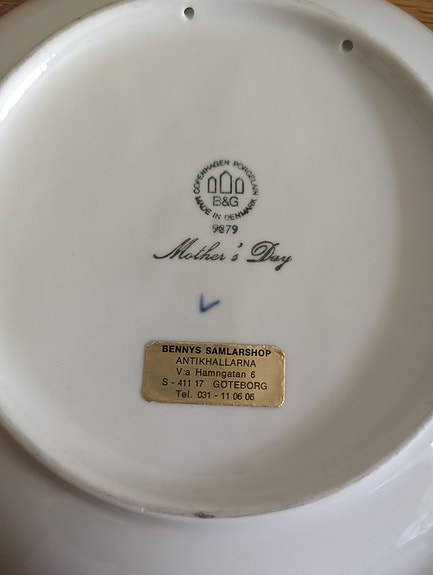 COPENHAGEN PORCELAIN
B&G
MADE IN DENMARK
9379
Mother's Day
BENNYS SAMLARSHOP
ANTIKHALLARNA
V:a Hamngatan 6
S - 411 17 GÖTEBORG
Tel. 031 - 11 06 06